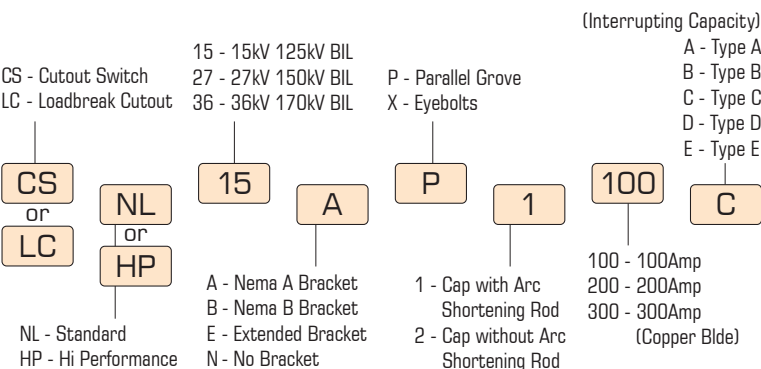 (Interrupting Capacity)
A - Type A
B - Type B
C - Type C
D - Type D
E - Type E
15 - 15kV 125kV BIL
27 - 27kV 150kV BIL
36 - 36kV 170kV BIL
CS - Cutout Switch
LC - Loadbreak Cutout
P - Parallel Grove
X - Eyebolts
CS
or
LC
NL
or
HP
15
A
P
1
100
C
NL - Standard
HP - Hi Performance
A - Nema A Bracket
B - Nema B Bracket
E - Extended Bracket
N - No Bracket
1 - Cap with Arc
Shortening Rod
2 - Cap without Arc
Shortening Rod
100 - 100Amp
200 - 200Amp
300 - 300Amp
(Copper Blde)